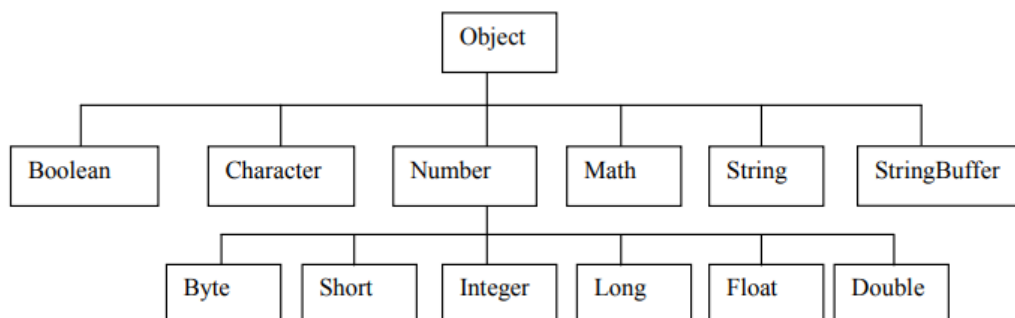 Object
Boolean
Character
Number
Math
String
StringBuffer
Byte
Short
Integer
Long
Float
Double